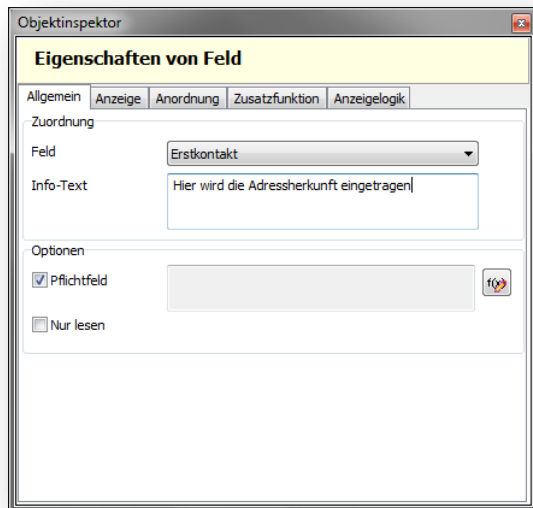 Objektinspektor
Eigenschaften von Feld
Allgemein Anzeige Anordnung Zusatzfunktion Anzeigelogik
Zuordnung
Feld Erstkontakt
Info-Text Hier wird die Adressherkunft eingetragen
Optionen
Pflichtfeld f(x)
Nur lesen